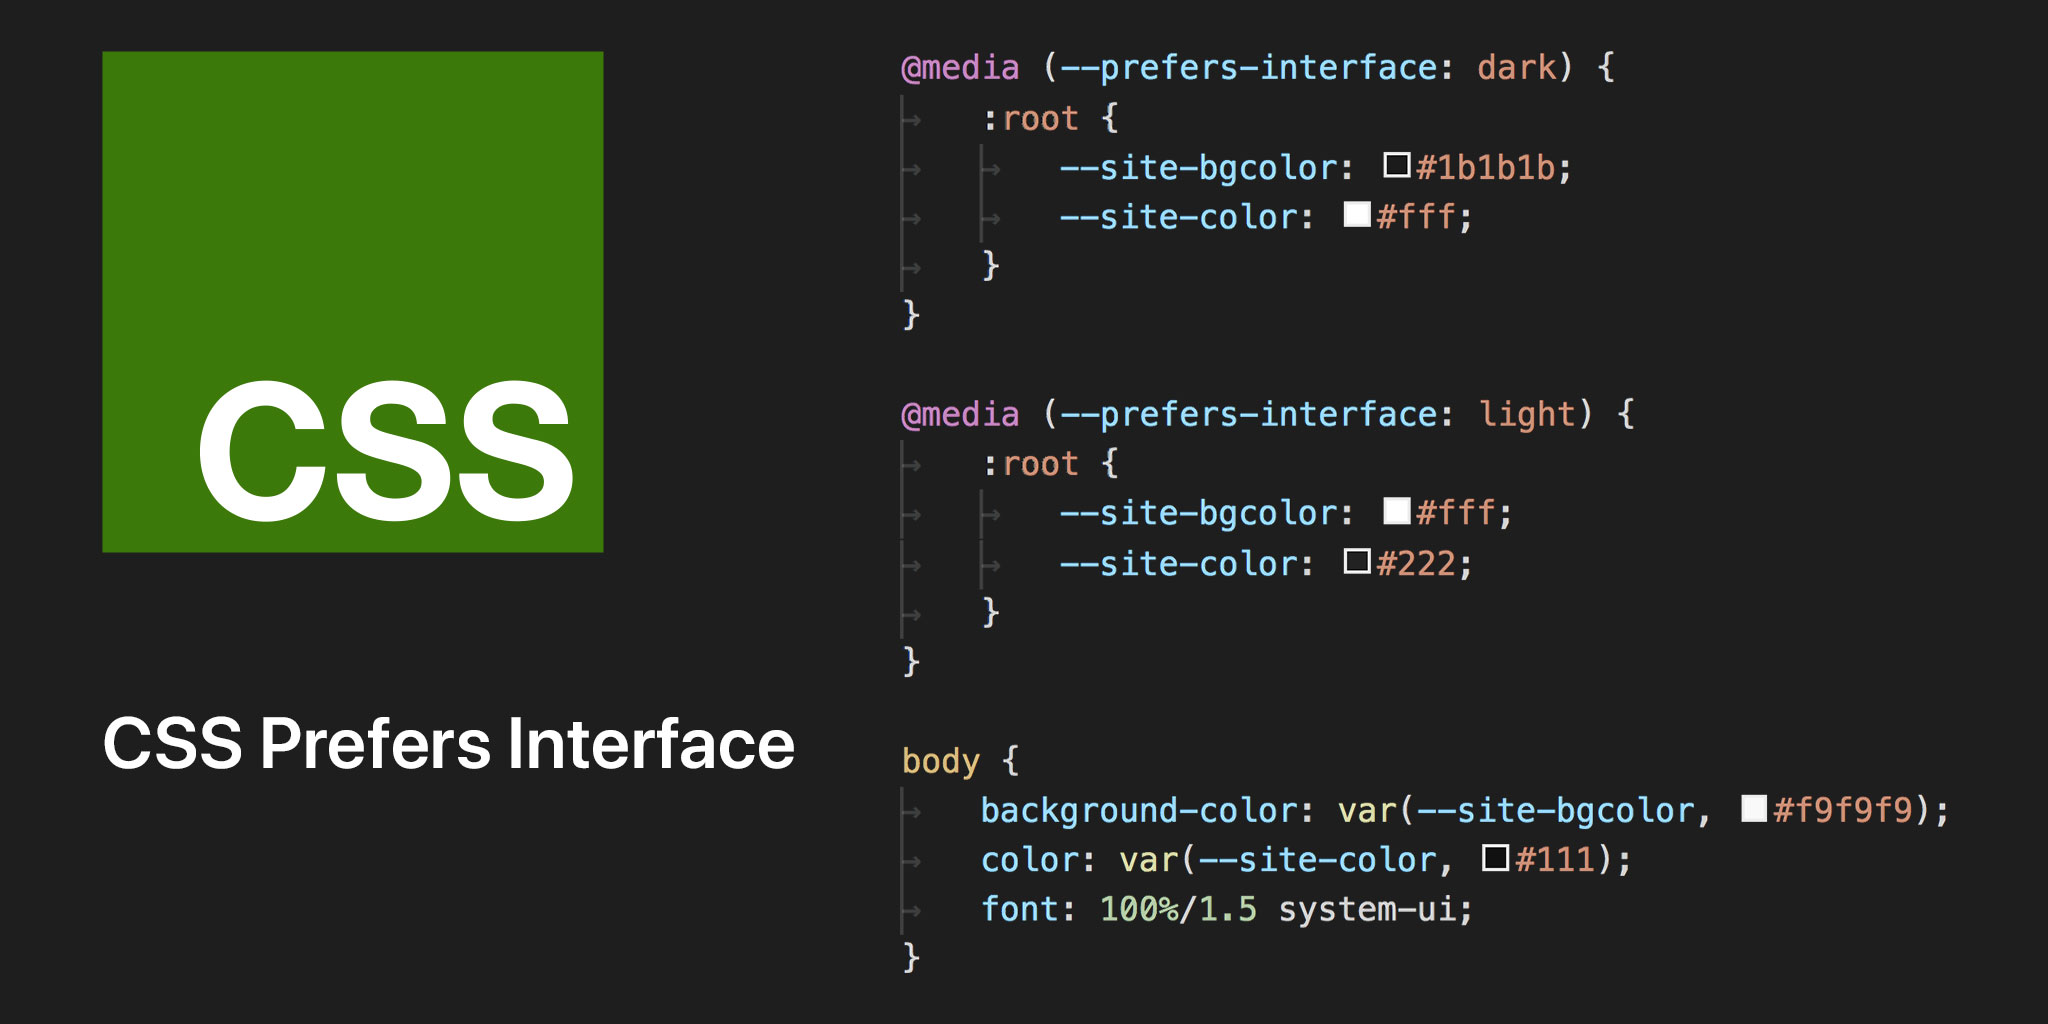 CSS
CSS Prefers Interface
@media (--prefers-interface: dark) {
:root {
--site-bgcolor: #1b1b1b;
--site-color: #fff;
}
}
@media (--prefers-interface: light) {
:root {
--site-bgcolor: #fff;
--site-color: #222;
}
}
body {
background-color: var(--site-bgcolor, #f9f9f9);
color: var(--site-color, #111);
font: 100%/1.5 system-ui;
}